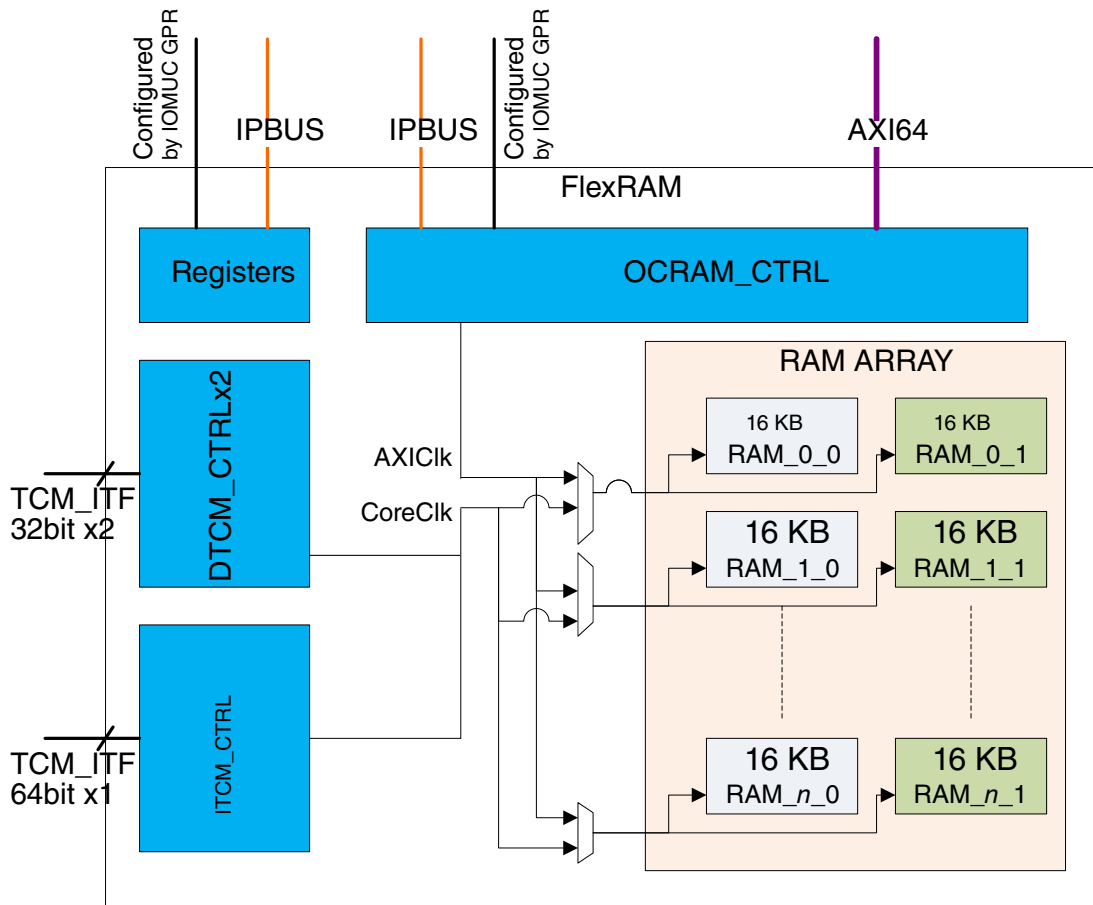 Configured
by IOMUC GPR
IPBUS
IPBUS
Configured
by IOMUC GPR
AXI64
FlexRAM
Registers
OCRAM_CTRL
DTCM_CTRLx2
RAM ARRAY
16 KB
RAM_0_0
16 KB
RAM_0_1
AXIClk
TCM_ITF
32bit x2
CoreClk
16 KB
RAM_1_0
16 KB
RAM_1_1
ITCM_CTRL
TCM_ITF
64bit x1
16 KB
RAM_n_0
16 KB
RAM_n_1